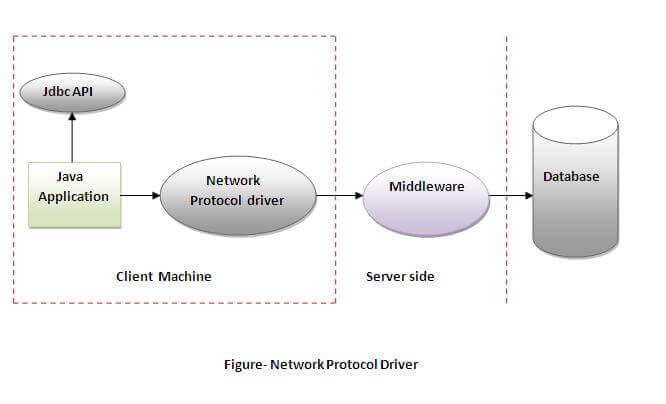 Jdbc API
Java
Application
Network
Protocol driver
Middleware
Database
Client Machine
Server side
Figure- Network Protocol Driver